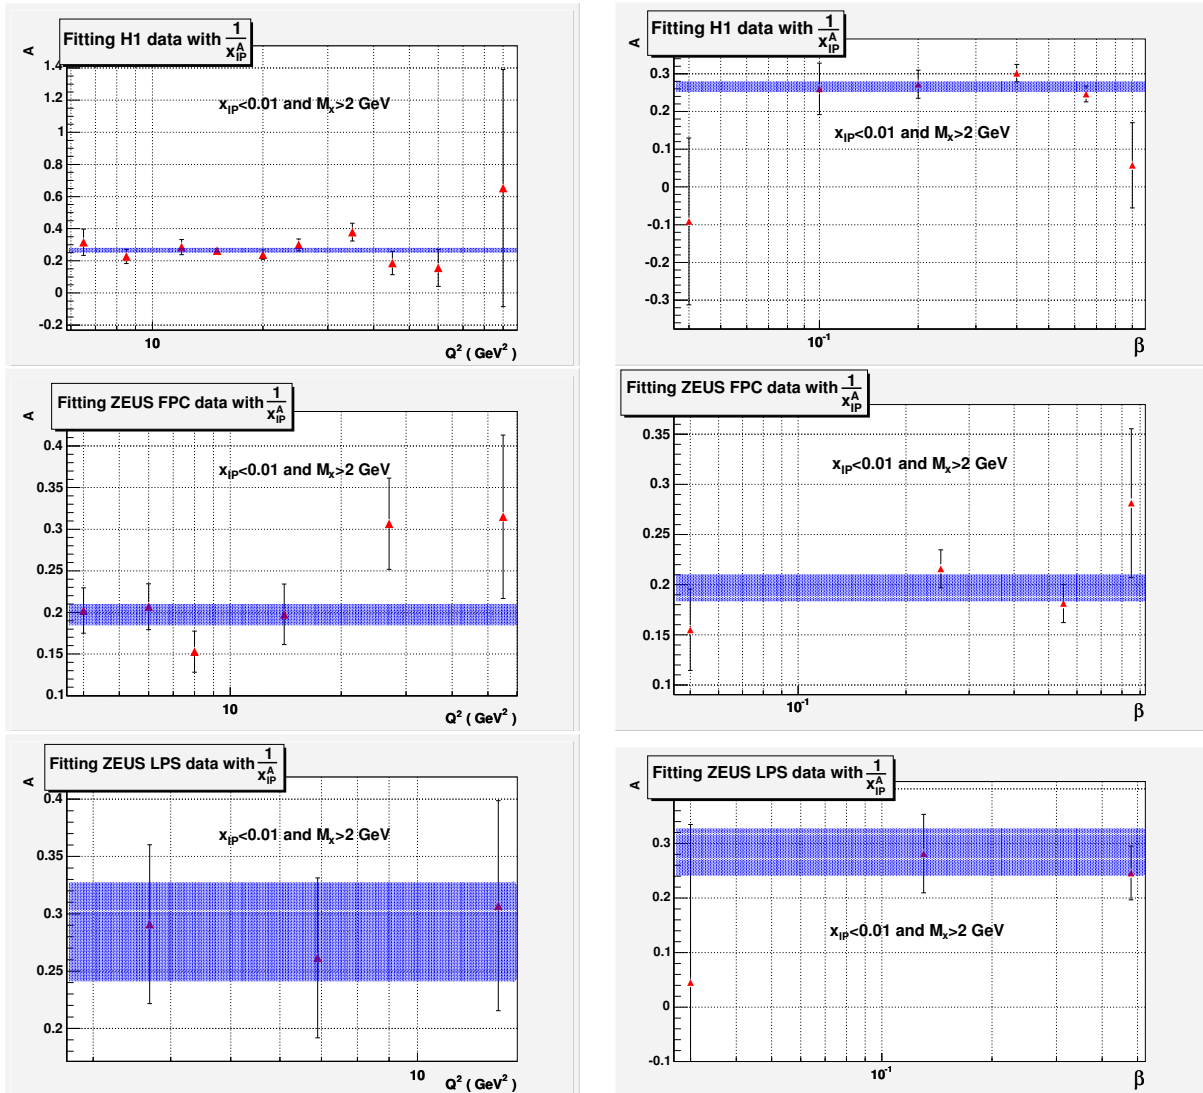 Fitting H1 data with 1/x_IP^A
A
1.4
1.2
1
0.8
0.6
0.4
0.2
0
-0.2
x_IP<0.01 and M_x>2 GeV
10
Q² ( GeV² )
Fitting H1 data with 1/x_IP^A
A
0.3
0.2
0.1
0
-0.1
-0.2
-0.3
x_IP<0.01 and M_x>2 GeV
10⁻¹
β
Fitting ZEUS FPC data with 1/x_IP^A
A
0.4
0.35
0.3
0.25
0.2
0.15
0.1
x_IP<0.01 and M_x>2 GeV
10
Q² ( GeV² )
Fitting ZEUS FPC data with 1/x_IP^A
A
0.35
0.3
0.25
0.2
0.15
0.1
x_IP<0.01 and M_x>2 GeV
10⁻¹
β
Fitting ZEUS LPS data with 1/x_IP^A
A
0.4
0.35
0.3
0.25
0.2
x_IP<0.01 and M_x>2 GeV
10
Q² ( GeV² )
Fitting ZEUS LPS data with 1/x_IP^A
A
0.3
0.2
0.1
0
-0.1
x_IP<0.01 and M_x>2 GeV
10⁻¹
β